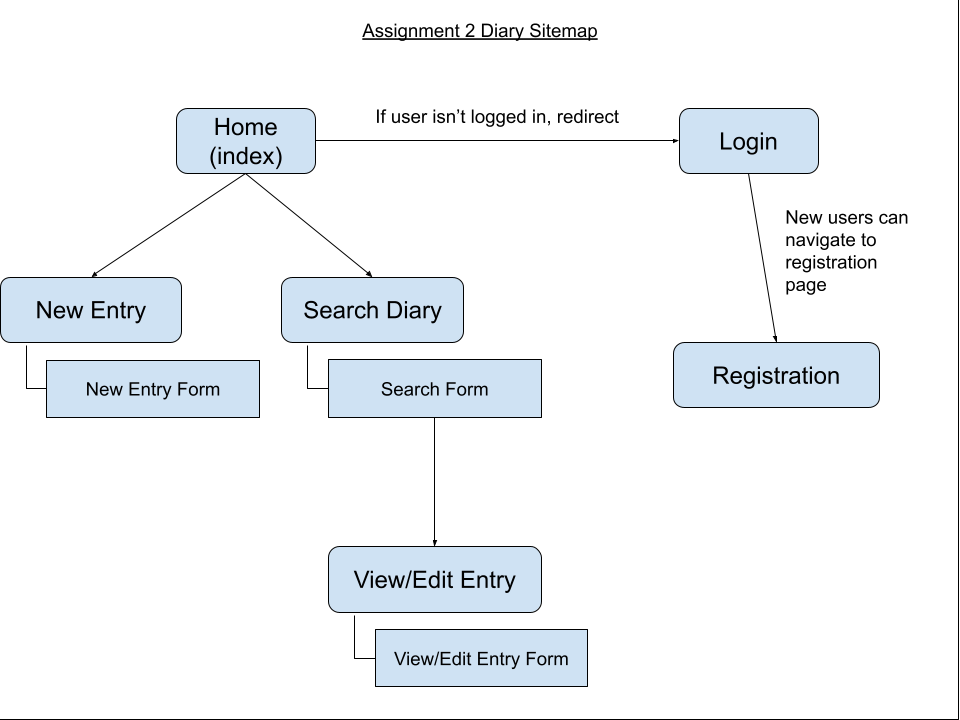 Assignment 2 Diary Sitemap
Home
(index)
If user isn’t logged in, redirect
Login
New users can
navigate to
registration
page
New Entry
Search Diary
New Entry Form
Search Form
Registration
View/Edit Entry
View/Edit Entry Form